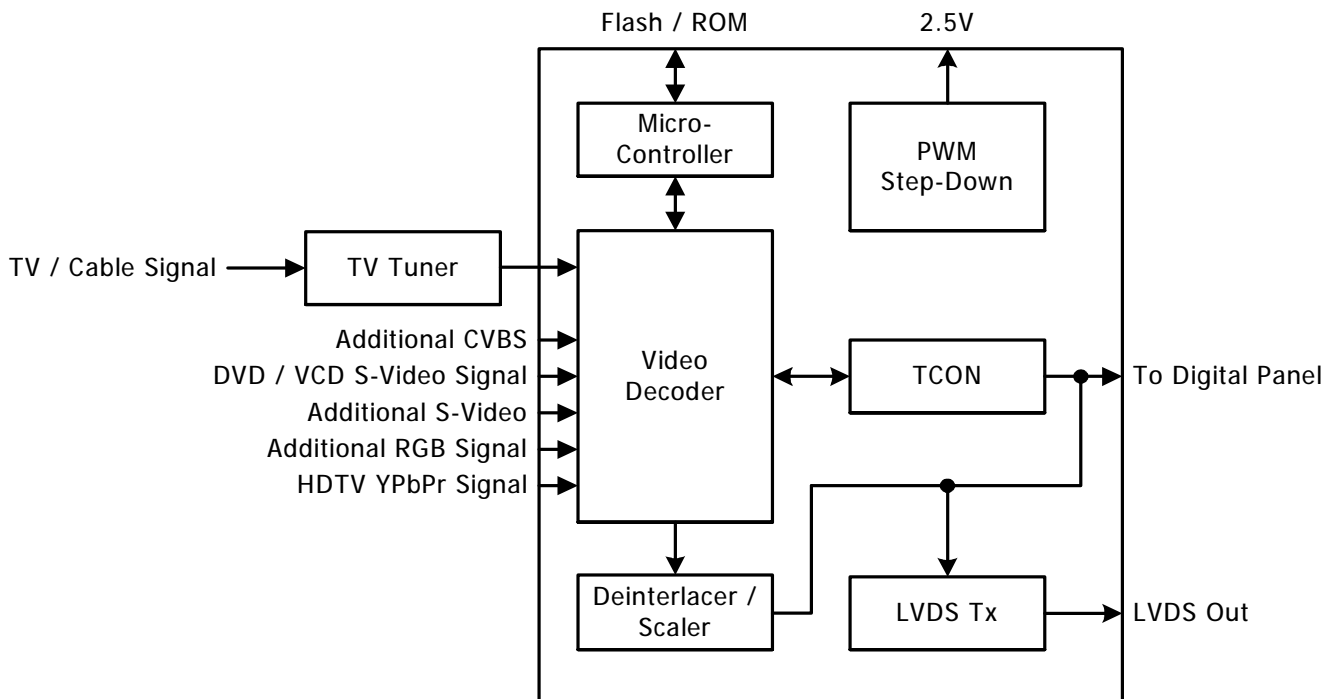 Flash / ROM
2.5V
Micro-
Controller
PWM
Step-Down
TV / Cable Signal
TV Tuner
Additional CVBS
DVD / VCD S-Video Signal
Additional S-Video
Additional RGB Signal
HDTV YPbPr Signal
Video
Decoder
TCON
To Digital Panel
Deinterlacer /
Scaler
LVDS Tx
LVDS Out